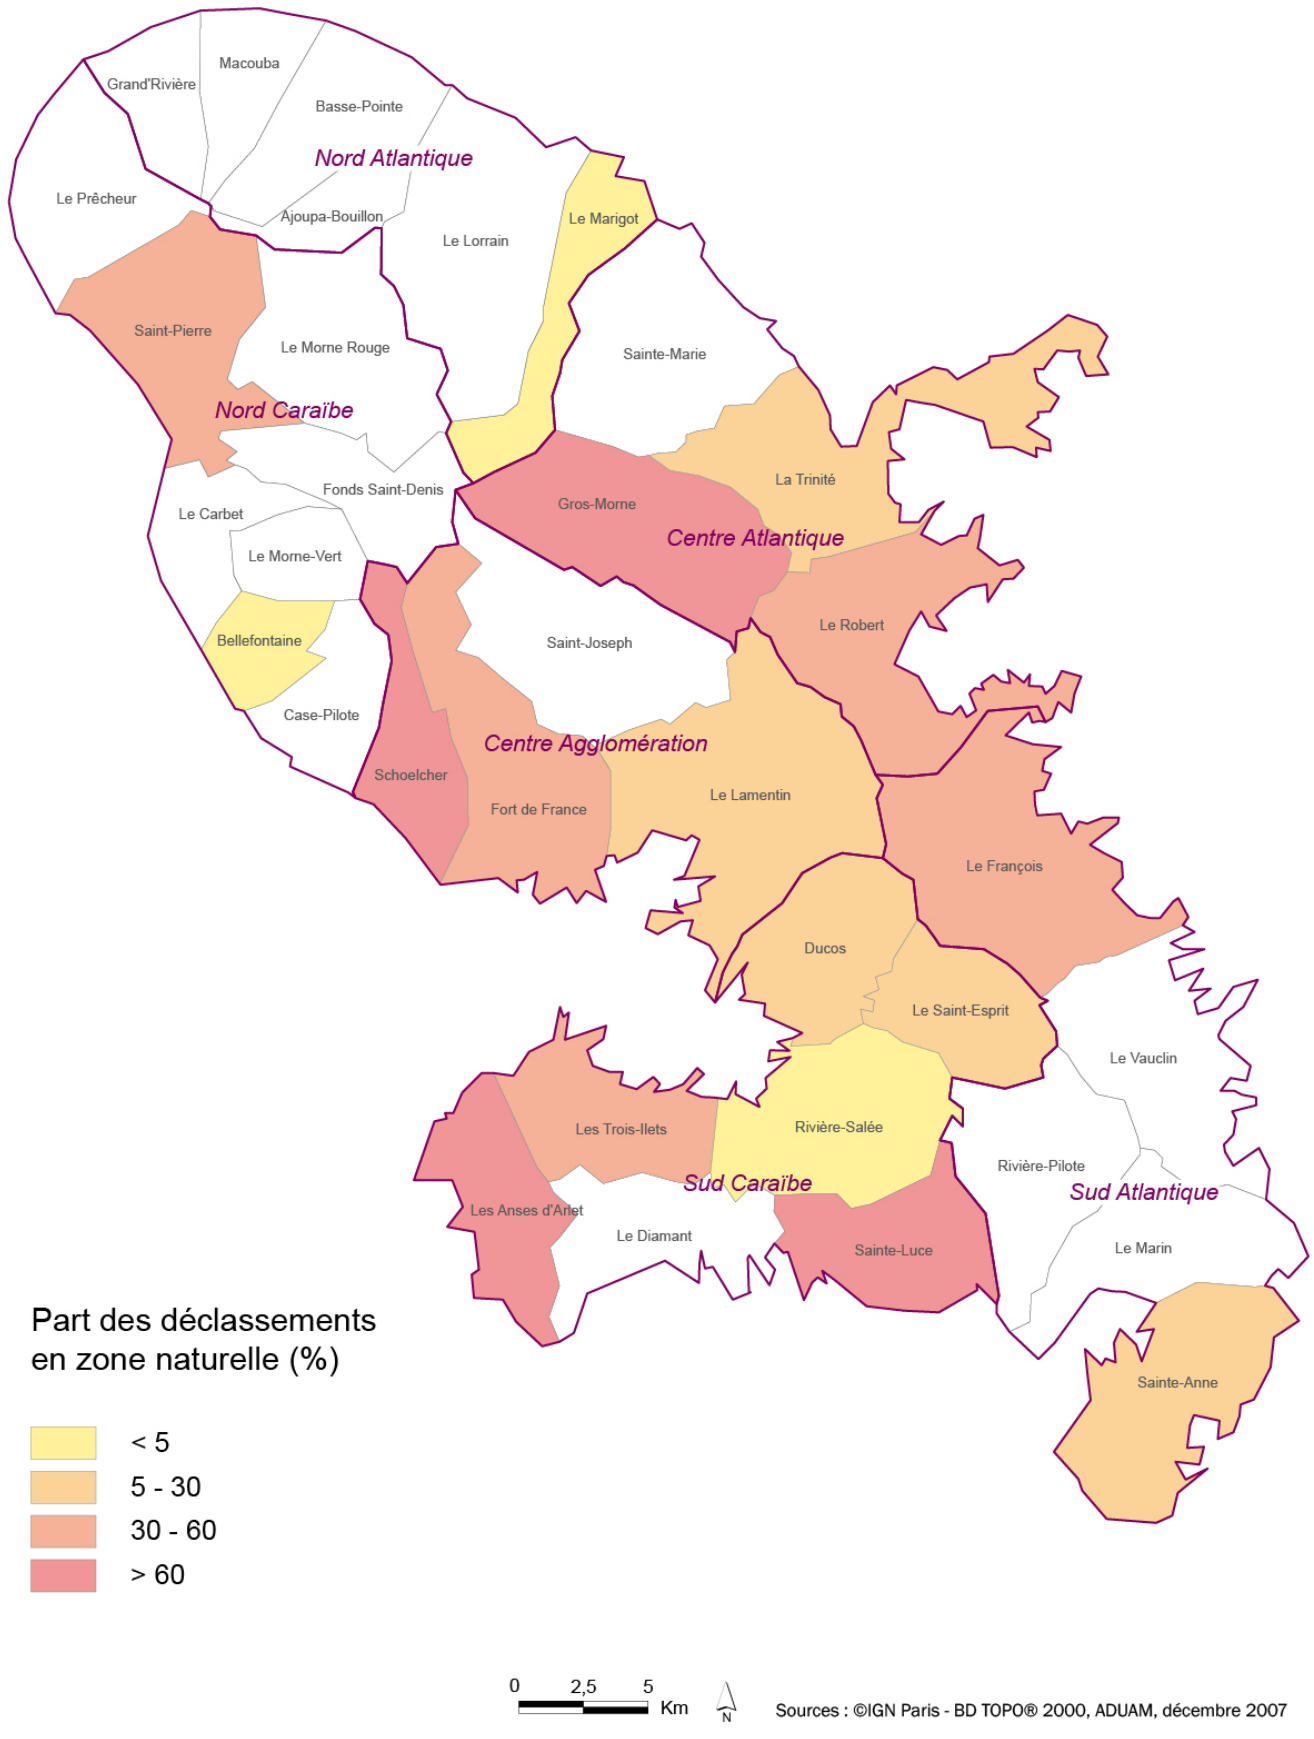 Macouba
Grand'Rivière
Basse-Pointe
Nord Atlantique
Le Prêcheur
Ajoupa-Bouillon
Le Marigot
Le Lorrain
Saint-Pierre
Le Morne Rouge
Sainte-Marie
Nord Caraïbe
La Trinité
Fonds Saint-Denis
Gros-Morne
Le Carbet
Centre Atlantique
Le Morne-Vert
Le Robert
Bellefontaine
Saint-Joseph
Case-Pilote
Centre Agglomération
Schoelcher
Le Lamentin
Fort de France
Le François
Ducos
Le Saint-Esprit
Le Vauclin
Les Trois-Ilets
Rivière-Salée
Rivière-Pilote
Sud Caraïbe
Sud Atlantique
Les Anses d'Arlet
Le Diamant
Sainte-Luce
Le Marin
Sainte-Anne
Part des déclassements
en zone naturelle (%)
< 5
5 - 30
30 - 60
> 60
0 2,5 5
Km
N
Sources : ©IGN Paris - BD TOPO® 2000, ADUAM, décembre 2007